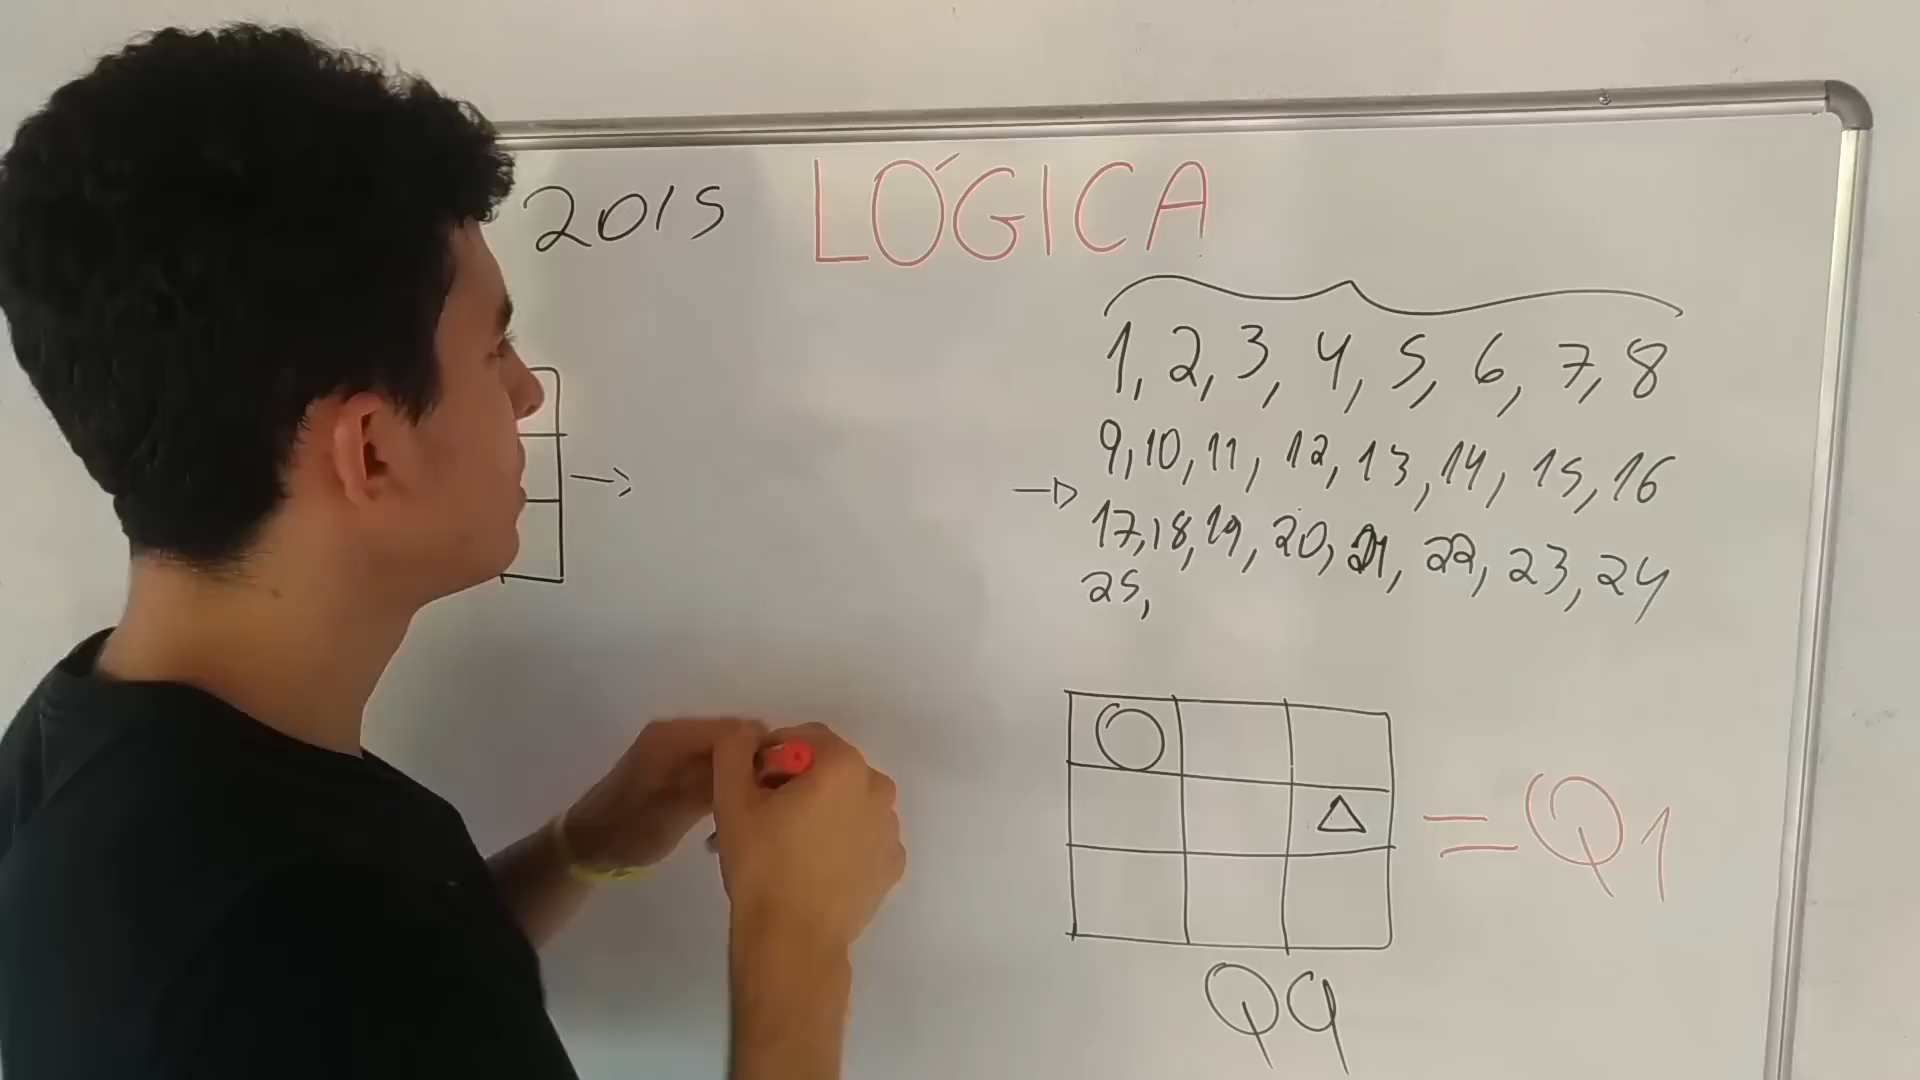 2015 LÓGICA
1, 2, 3, 4, 5, 6, 7, 8
9, 10, 11, 12, 13, 14, 15, 16
17, 18, 19, 20, 21, 22, 23, 24
25,
= Q1
Q9